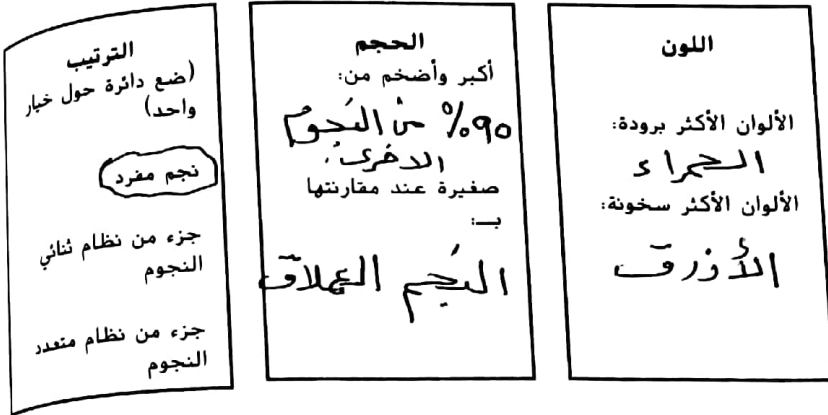 اللون
الألوان الأكثر برودة:
الحمراء
الألوان الأكثر سخونة:
الأزرق
الحجم
أكبر وأضخم من:
٩٥% من النجوم
الاخرى.
صغيرة عند مقارنتها
بـ:
النجم العملاق
الترتيب
(ضع دائرة حول خيار
واحد)
نجم مفرد
جزء من نظام ثنائي
النجوم
جزء من نظام متعدد
النجوم